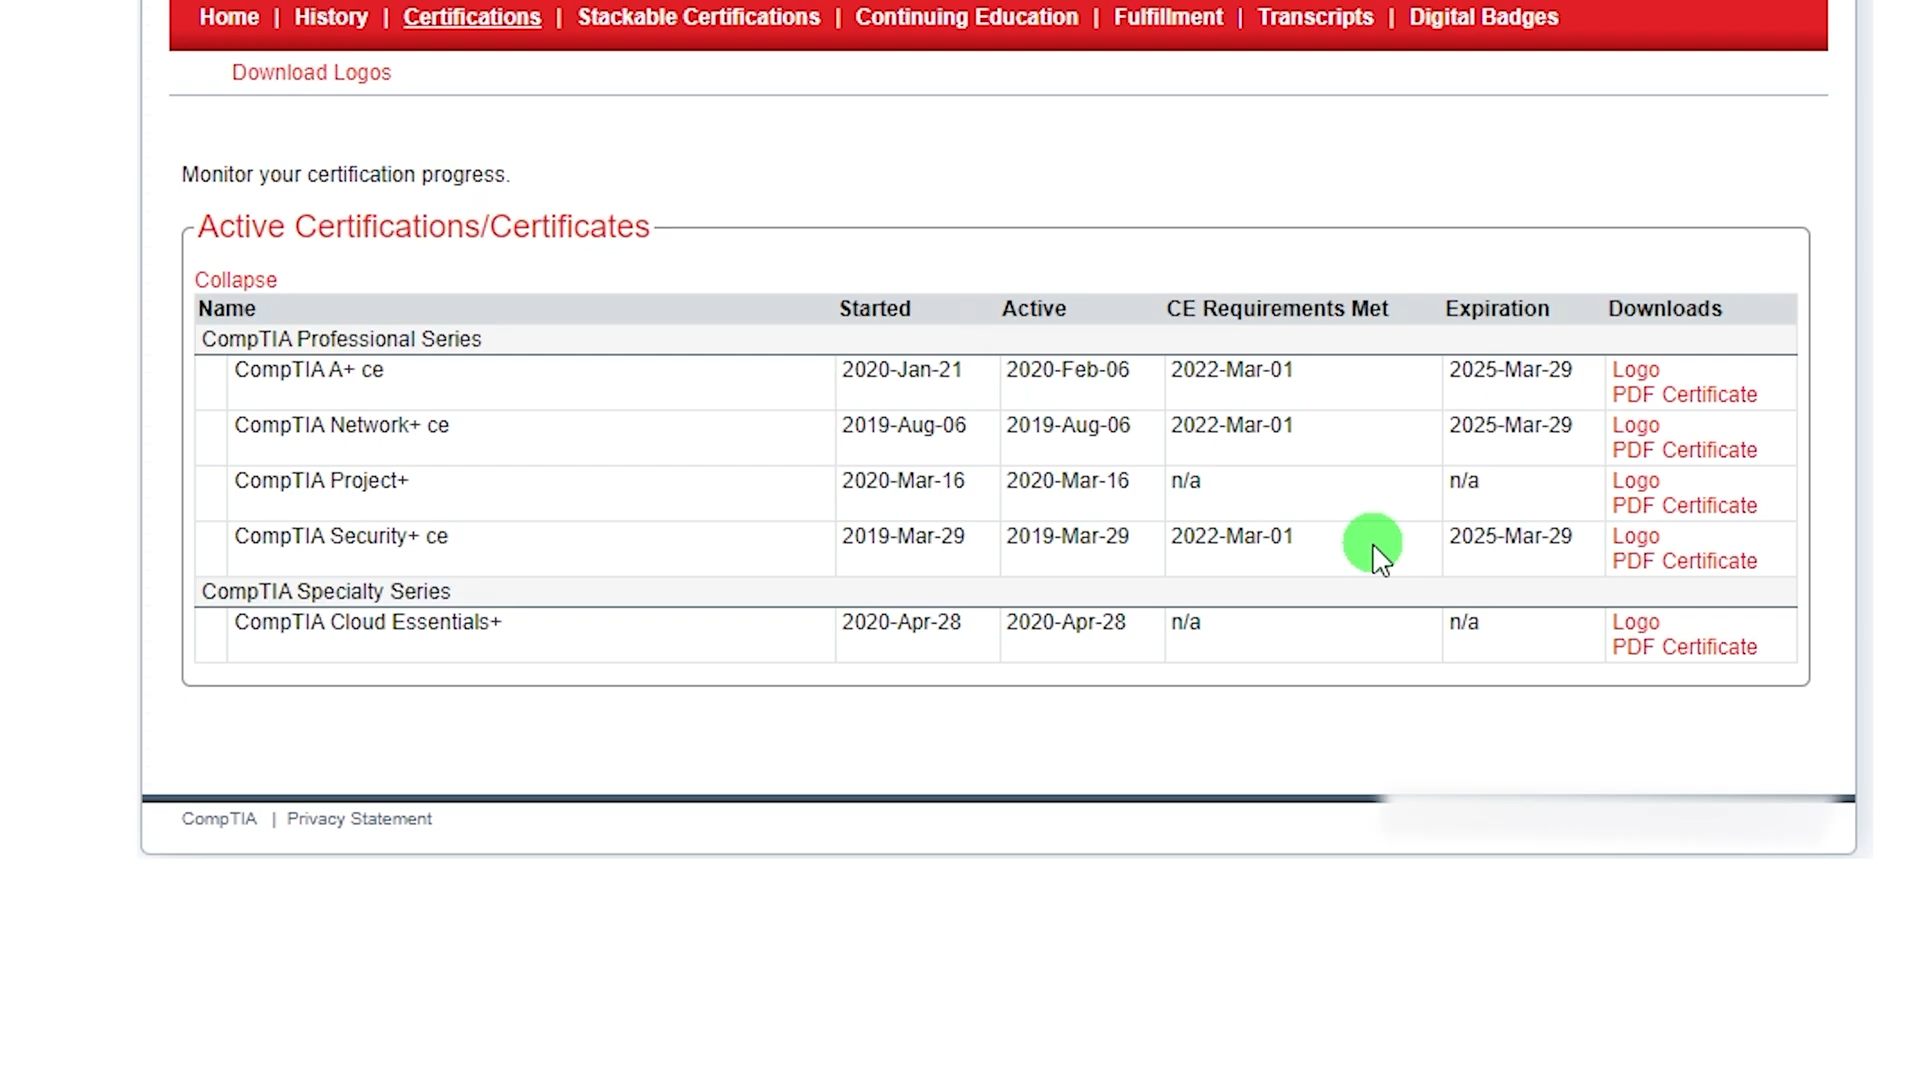 Home | History | Certifications | Stackable Certifications | Continuing Education | Fulfillment | Transcripts | Digital Badges
Download Logos
Monitor your certification progress.
Active Certifications/Certificates
Collapse
Name Started Active CE Requirements Met Expiration Downloads
CompTIA Professional Series
CompTIA A+ ce 2020-Jan-21 2020-Feb-06 2022-Mar-01 2025-Mar-29 Logo
PDF Certificate
CompTIA Network+ ce 2019-Aug-06 2019-Aug-06 2022-Mar-01 2025-Mar-29 Logo
PDF Certificate
CompTIA Project+ 2020-Mar-16 2020-Mar-16 n/a n/a Logo
PDF Certificate
CompTIA Security+ ce 2019-Mar-29 2019-Mar-29 2022-Mar-01 2025-Mar-29 Logo
PDF Certificate
CompTIA Specialty Series
CompTIA Cloud Essentials+ 2020-Apr-28 2020-Apr-28 n/a n/a Logo
PDF Certificate
CompTIA | Privacy Statement